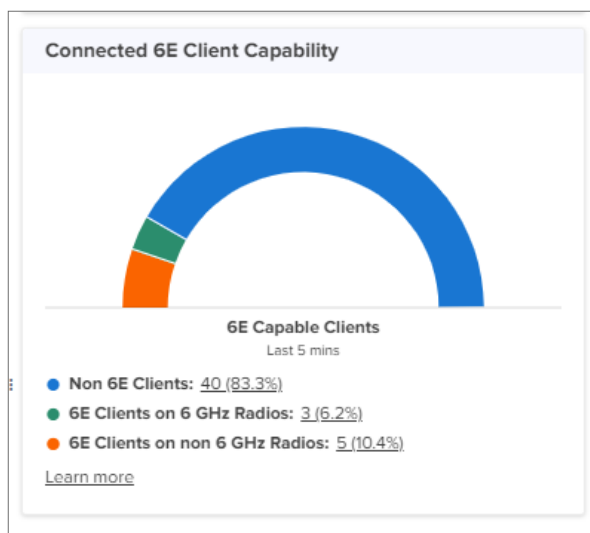 Connected 6E Client Capability
6E Capable Clients
Last 5 mins
Non 6E Clients: 40 (83.3%)
6E Clients on 6 GHz Radios: 3 (6.2%)
6E Clients on non 6 GHz Radios: 5 (10.4%)
Learn more